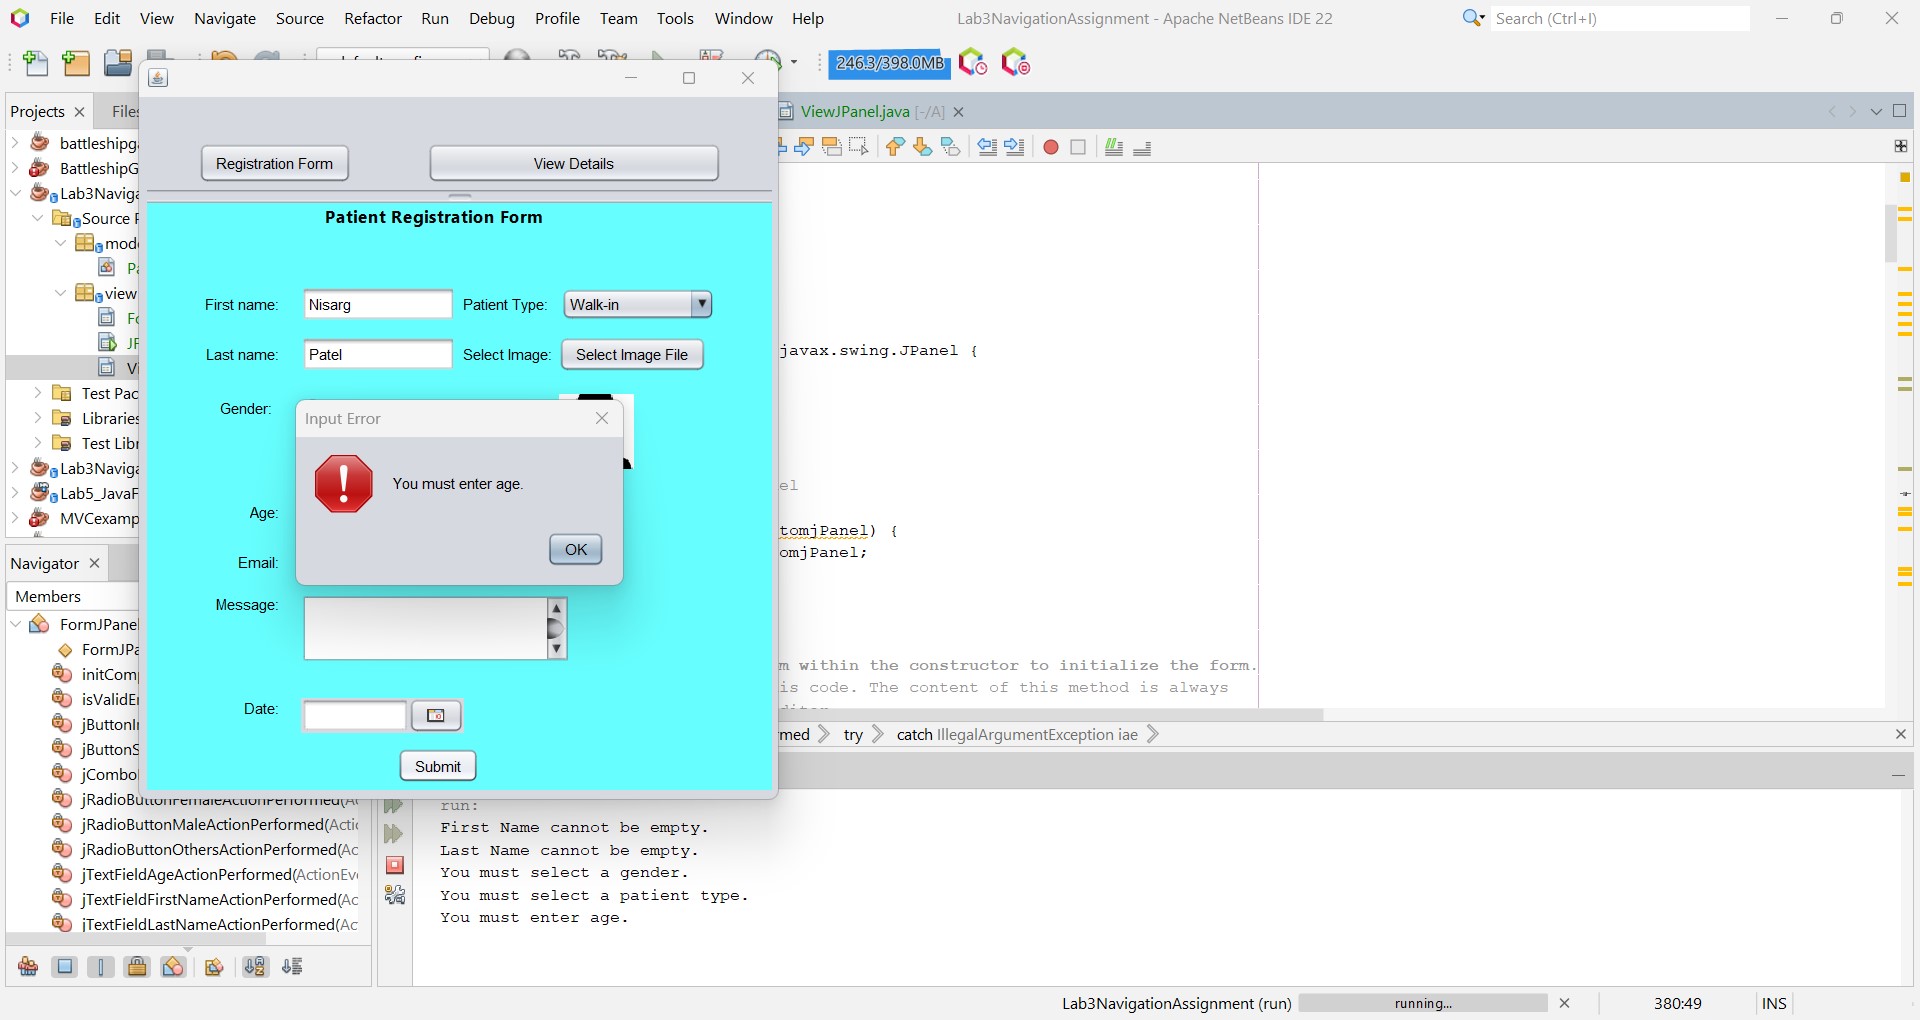 File Edit View Navigate Source Refactor Run Debug Profile Team Tools Window Help
Lab3NavigationAssignment - Apache NetBeans IDE 22
Search (Ctrl+I)
246.3/398.0MB
Projects
Files
ViewJPanel.java [-/A]
battleshipg
BattleshipG
Lab3Naviga
Source
view
Test Pac
Libraries
Test Libr
Lab3Naviga
Lab5_JavaF
MVCexamp
Registration Form
View Details
Patient Registration Form
First name: Nisarg Patient Type: Walk-in
Last name: Patel Select Image: Select Image File
Gender:
Input Error
You must enter age.
OK
Age:
Email:
Message:
Date:
Submit
javax.swing.JPanel {
el
tomjPanel) {
omjPanel;
m within the constructor to initialize the form.
is code. The content of this method is always
med try catch IllegalArgumentException iae
Navigator
Members
FormJPane
FormJPa
initCom
isValidE
jButtonI
jButtonS
jCombo
jRadioButtonFemaleActionPerformed(A
jRadioButtonMaleActionPerformed(Acti
jRadioButtonOthersActionPerformed(Ac
jTextFieldAgeActionPerformed(ActionEv
jTextFieldFirstNameActionPerformed(Ac
jTextFieldLastNameActionPerformed(Ac
run:
First Name cannot be empty.
Last Name cannot be empty.
You must select a gender.
You must select a patient type.
You must enter age.
Lab3NavigationAssignment (run) running... 380:49 INS